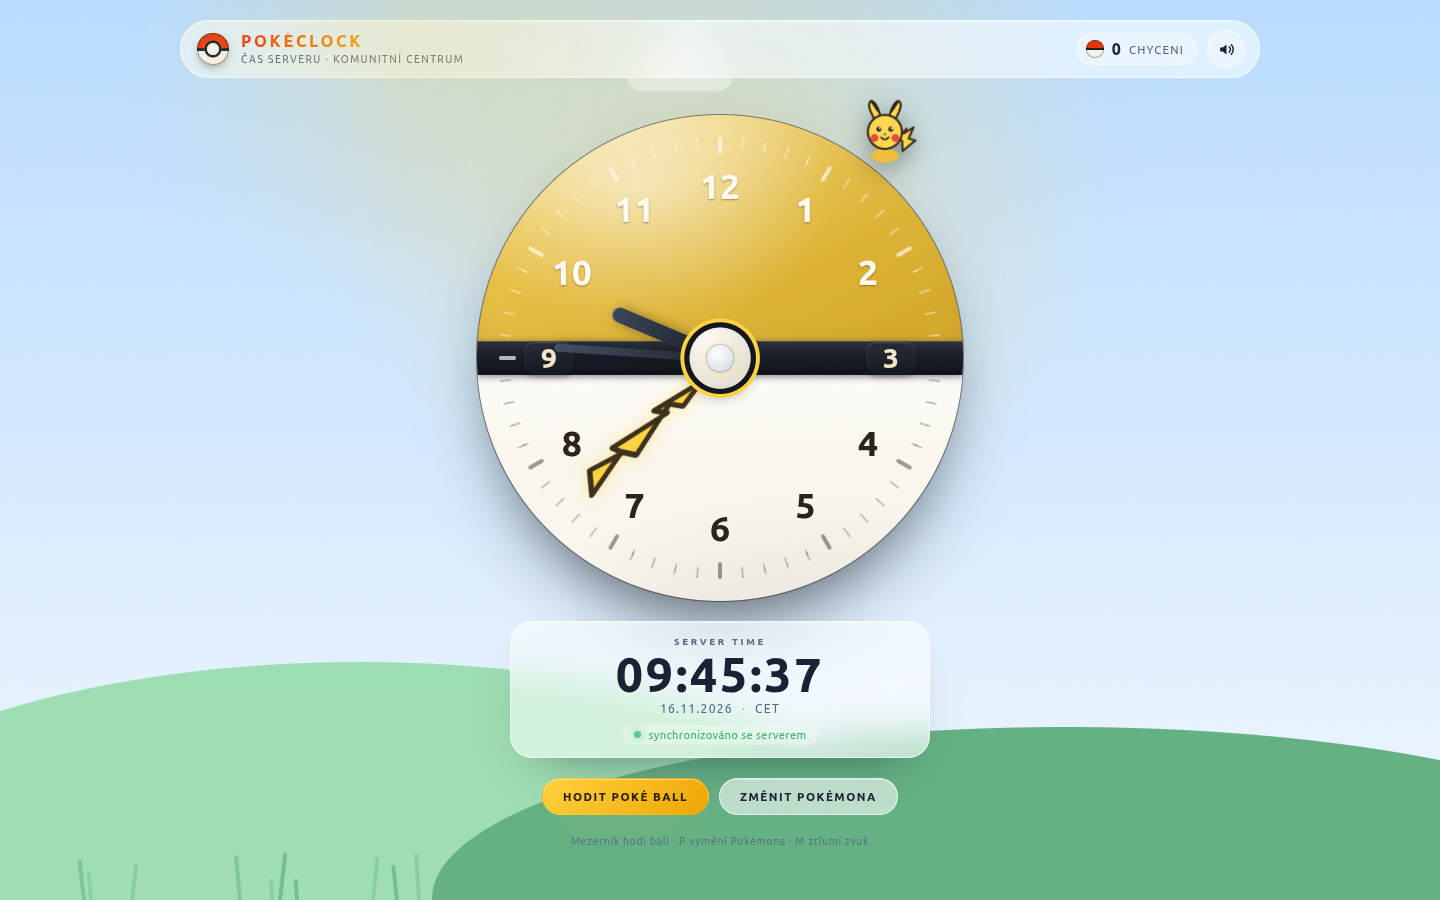 POKÉCLOCK
ČAS SERVERU · KOMUNITNÍ CENTRUM
0 CHYCENI
12
11 1
10 2
9 3
8 4
7 5
6
SERVER TIME
09:45:37
16.11.2026 · CET
synchronizováno se serverem
HODIT POKÉ BALL
ZMĚNIT POKÉMONA
Mezerník hodí ball · P vymění Pokémona · M ztlumí zvuk